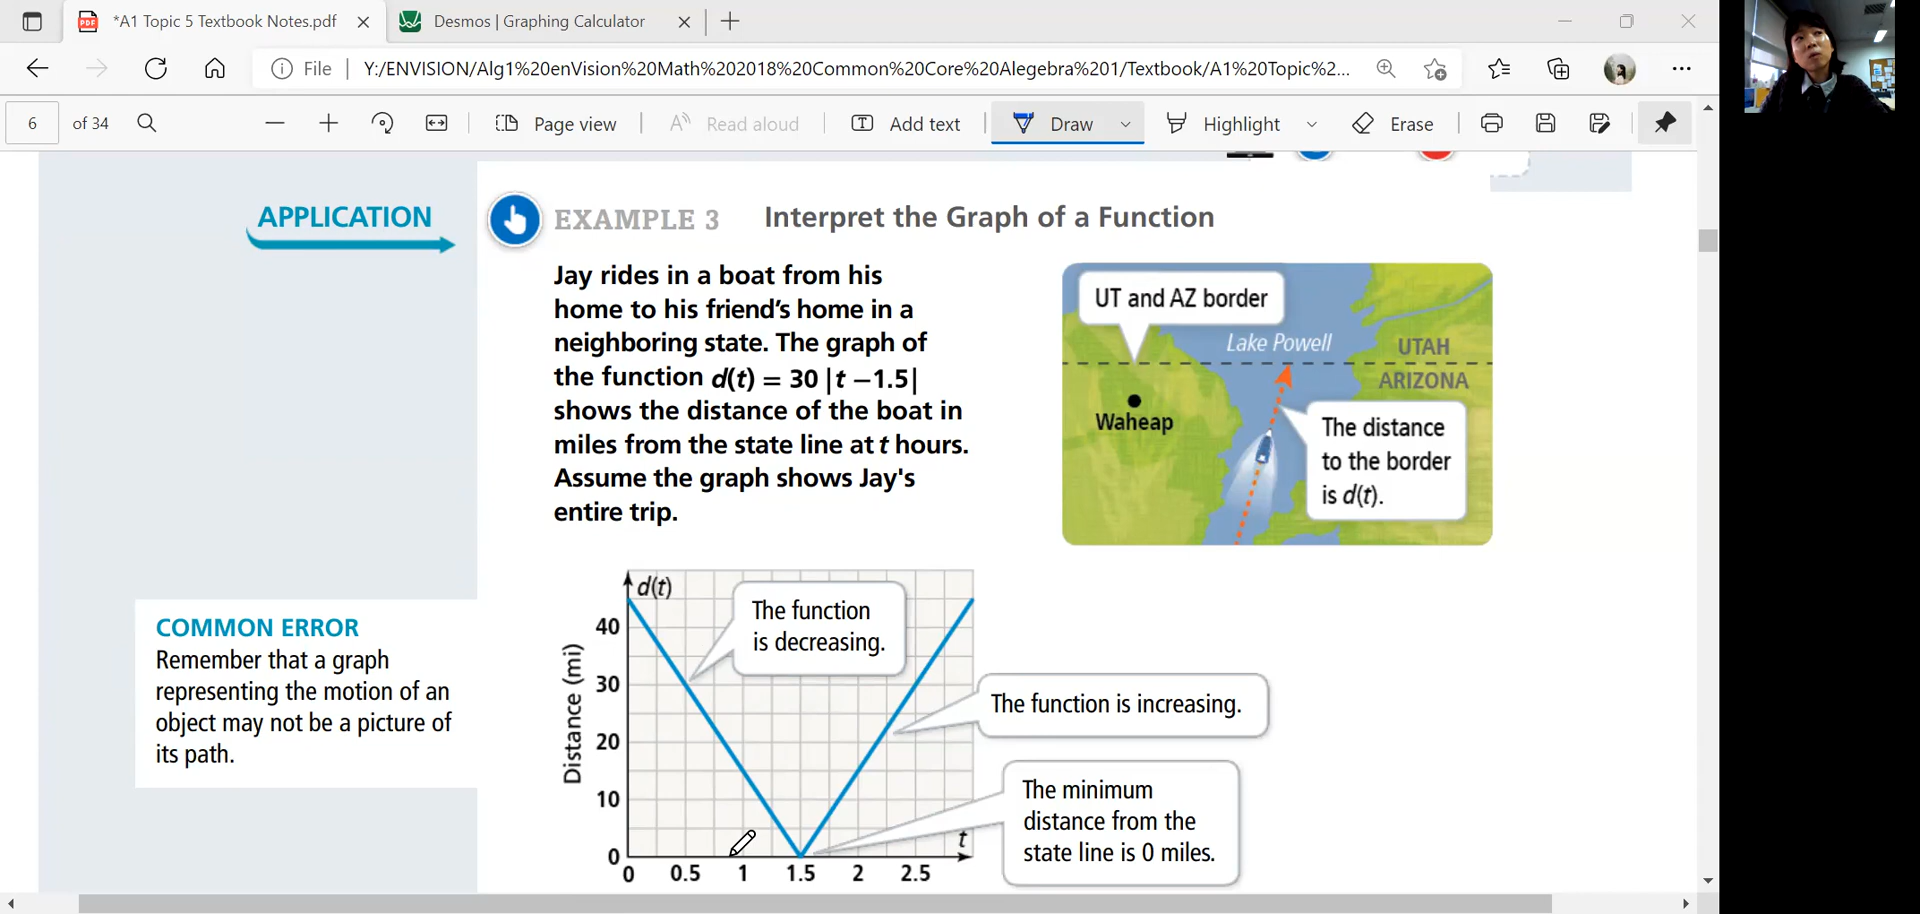 *A1 Topic 5 Textbook Notes.pdf
Desmos | Graphing Calculator
File
Y:/ENVISION/Alg1%20enVision%20Math%202018%20Common%20Core%20Alegebra%201/Textbook/A1%20Topic%2...
6 of 34
Page view
Read aloud
Add text
Draw
Highlight
Erase
APPLICATION
EXAMPLE 3 Interpret the Graph of a Function
Jay rides in a boat from his
home to his friend's home in a
neighboring state. The graph of
the function d(t) = 30 |t −1.5|
shows the distance of the boat in
miles from the state line at t hours.
Assume the graph shows Jay's
entire trip.
UT and AZ border
Lake Powell
UTAH
ARIZONA
Waheap
The distance
to the border
is d(t).
COMMON ERROR
Remember that a graph
representing the motion of an
object may not be a picture of
its path.
d(t)
Distance (mi)
40
30
20
10
0
0 0.5 1 1.5 2 2.5
t
The function
is decreasing.
The function is increasing.
The minimum
distance from the
state line is 0 miles.